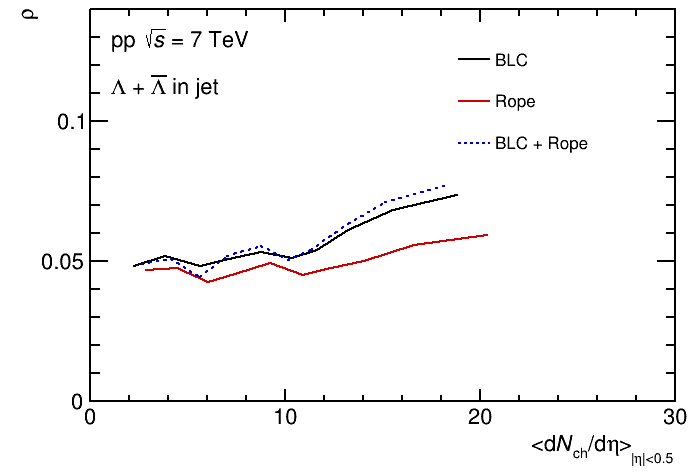 ρ
pp √s = 7 TeV
Λ + Λ̅ in jet
BLC
Rope
BLC + Rope
0.1
0.05
0
0 10 20 30
<dN_ch/dη>_|η|<0.5